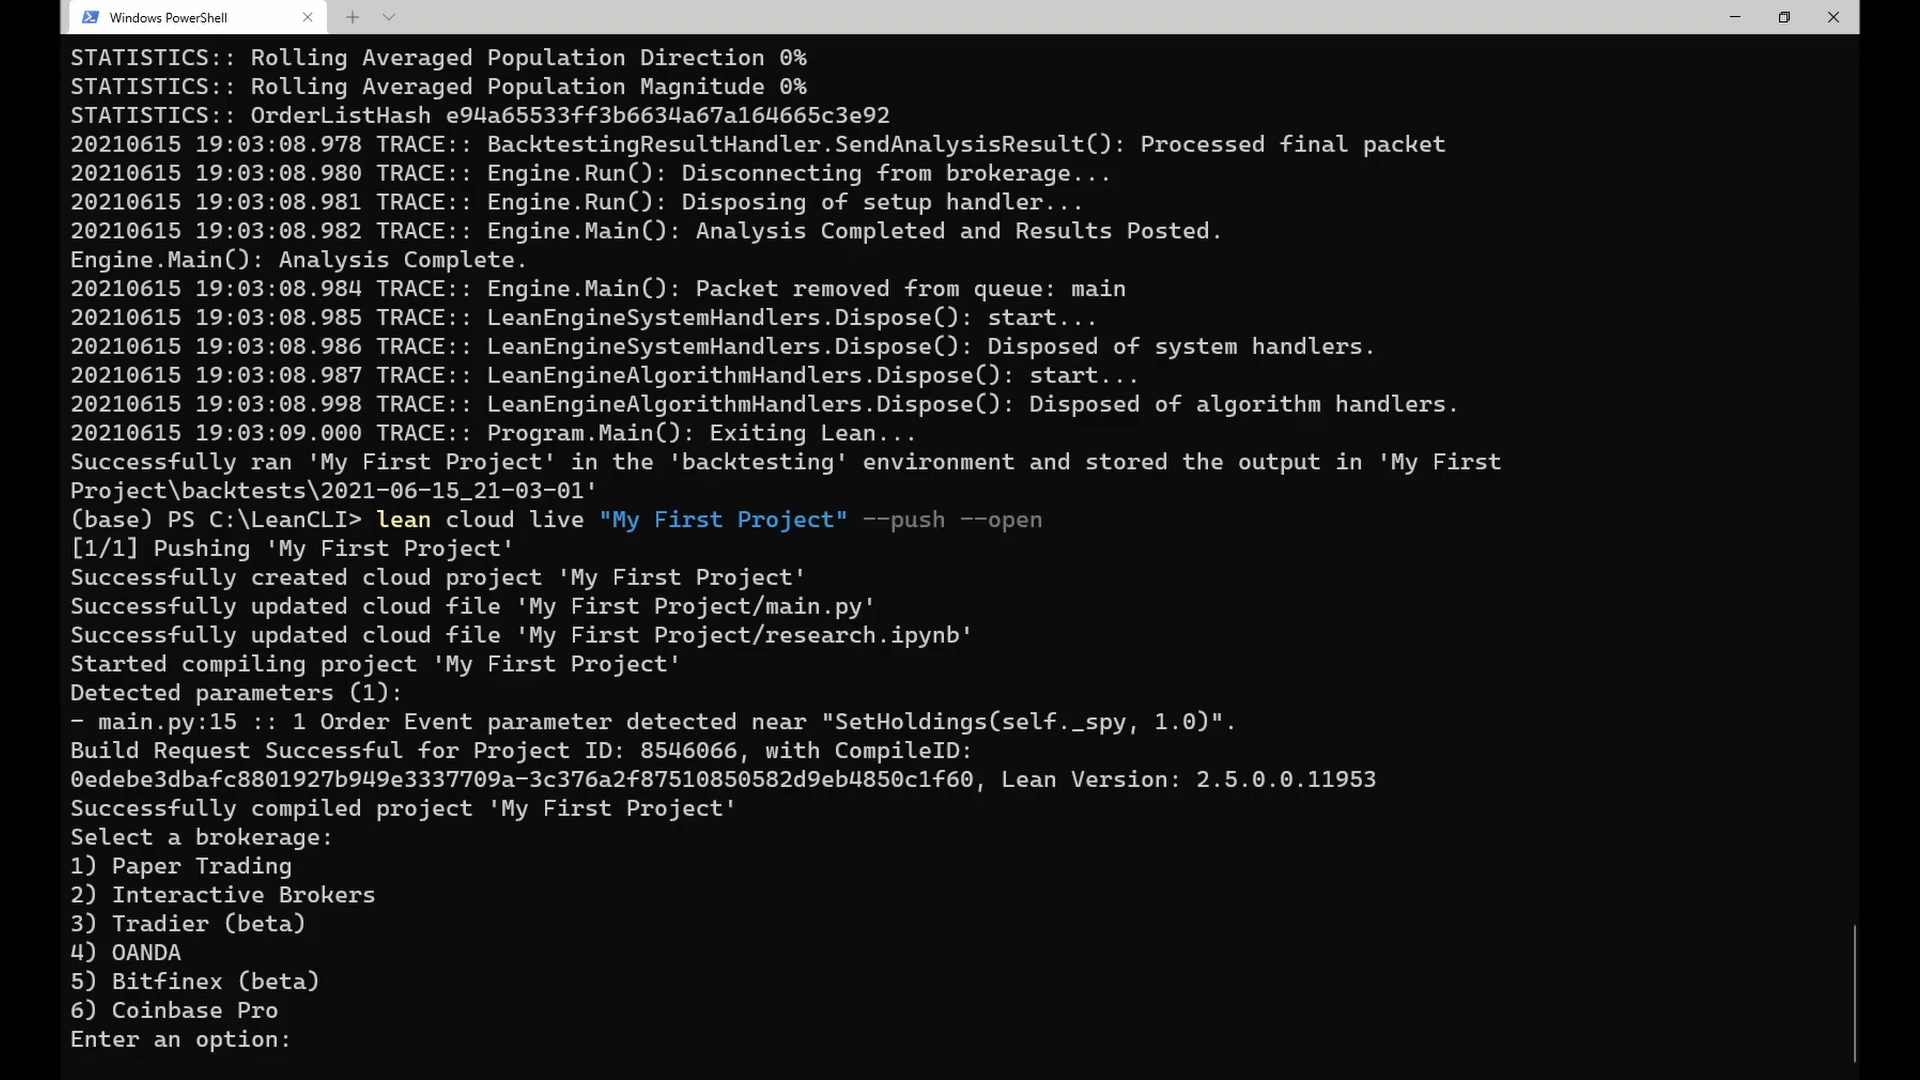 Windows PowerShell
STATISTICS:: Rolling Averaged Population Direction 0%
STATISTICS:: Rolling Averaged Population Magnitude 0%
STATISTICS:: OrderListHash e94a65533ff3b6634a67a164665c3e92
20210615 19:03:08.978 TRACE:: BacktestingResultHandler.SendAnalysisResult(): Processed final packet
20210615 19:03:08.980 TRACE:: Engine.Run(): Disconnecting from brokerage...
20210615 19:03:08.981 TRACE:: Engine.Run(): Disposing of setup handler...
20210615 19:03:08.982 TRACE:: Engine.Main(): Analysis Completed and Results Posted.
Engine.Main(): Analysis Complete.
20210615 19:03:08.984 TRACE:: Engine.Main(): Packet removed from queue: main
20210615 19:03:08.985 TRACE:: LeanEngineSystemHandlers.Dispose(): start...
20210615 19:03:08.986 TRACE:: LeanEngineSystemHandlers.Dispose(): Disposed of system handlers.
20210615 19:03:08.987 TRACE:: LeanEngineAlgorithmHandlers.Dispose(): start...
20210615 19:03:08.998 TRACE:: LeanEngineAlgorithmHandlers.Dispose(): Disposed of algorithm handlers.
20210615 19:03:09.000 TRACE:: Program.Main(): Exiting Lean...
Successfully ran 'My First Project' in the 'backtesting' environment and stored the output in 'My First
Project\backtests\2021-06-15_21-03-01'
(base) PS C:\LeanCLI> lean cloud live "My First Project" --push --open
[1/1] Pushing 'My First Project'
Successfully created cloud project 'My First Project'
Successfully updated cloud file 'My First Project/main.py'
Successfully updated cloud file 'My First Project/research.ipynb'
Started compiling project 'My First Project'
Detected parameters (1):
- main.py:15 :: 1 Order Event parameter detected near "SetHoldings(self._spy, 1.0)".
Build Request Successful for Project ID: 8546066, with CompileID:
0edebe3dbafc8801927b949e3337709a-3c376a2f87510850582d9eb4850c1f60, Lean Version: 2.5.0.0.11953
Successfully compiled project 'My First Project'
Select a brokerage:
1) Paper Trading
2) Interactive Brokers
3) Tradier (beta)
4) OANDA
5) Bitfinex (beta)
6) Coinbase Pro
Enter an option: